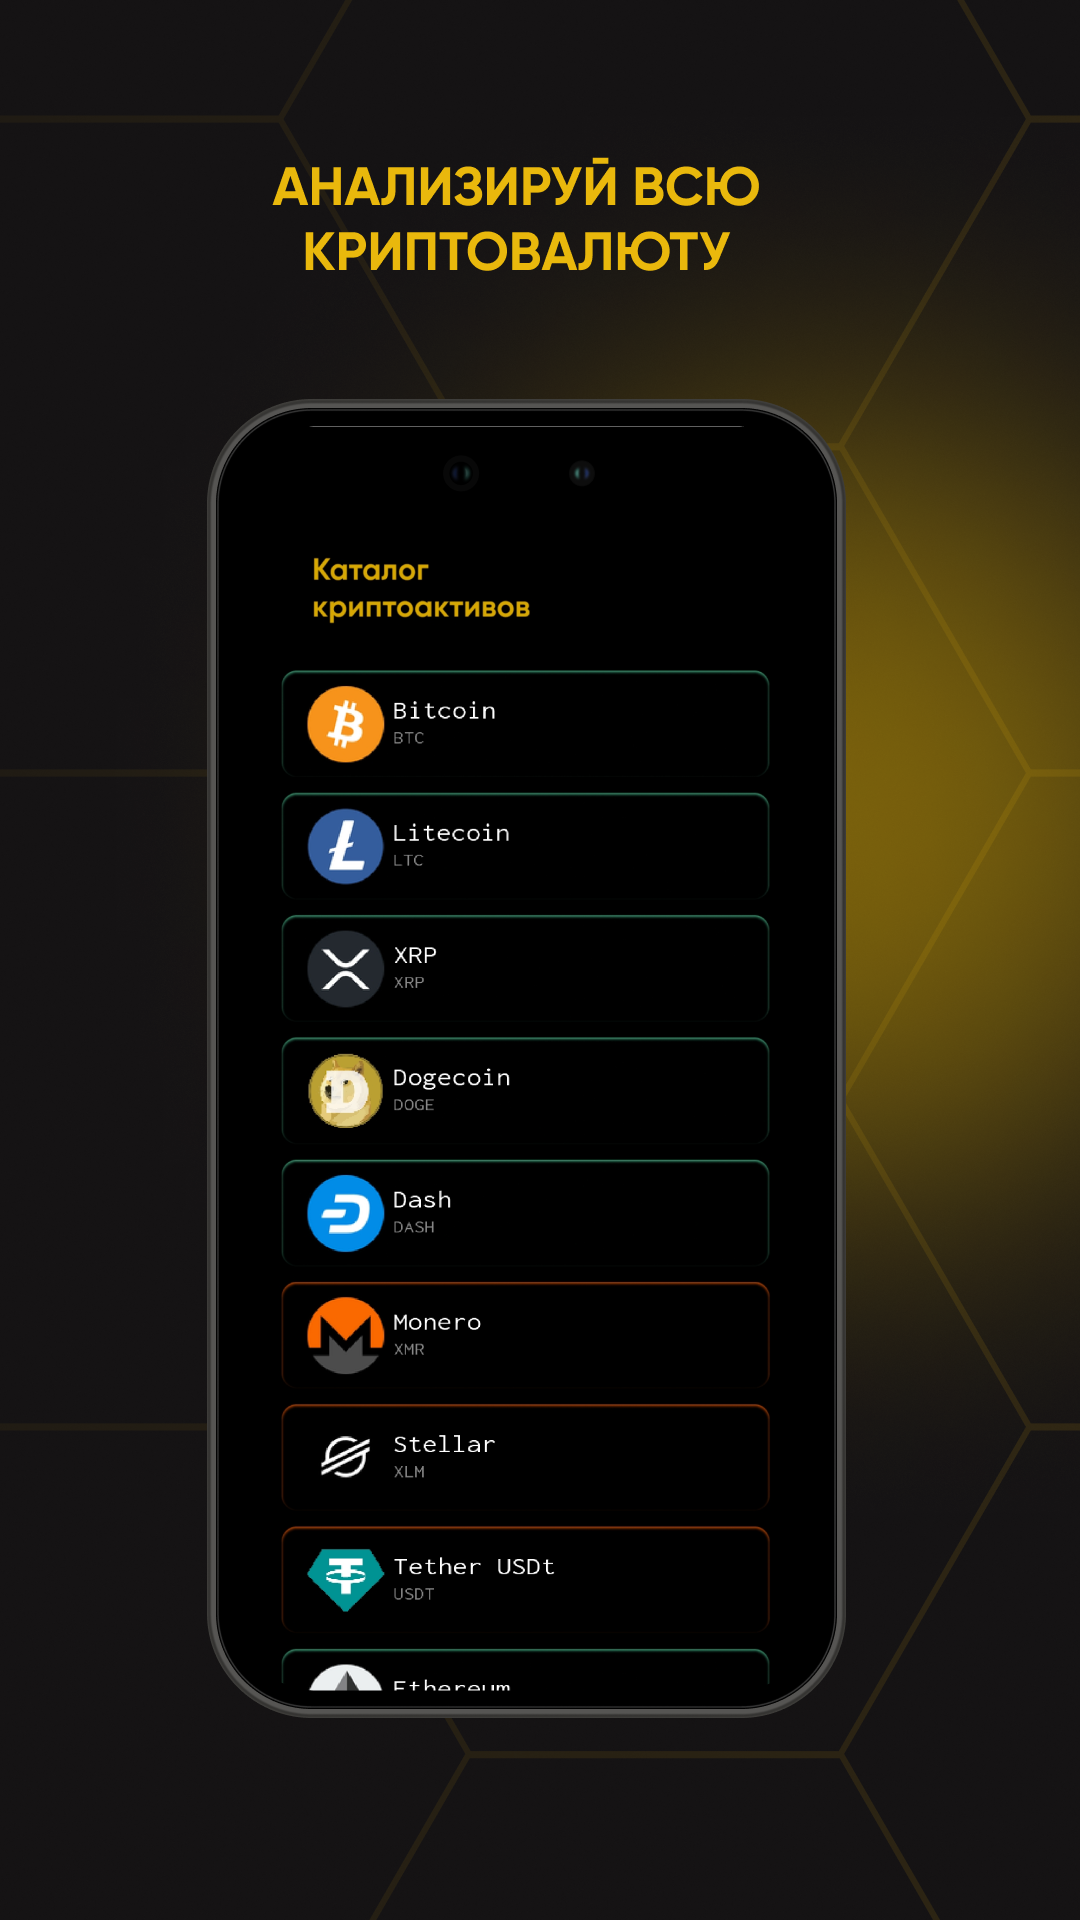 АНАЛИЗИРУЙ ВСЮ
КРИПТОВАЛЮТУ
Каталог
криптоактивов
Bitcoin
BTC
Litecoin
LTC
XRP
XRP
Dogecoin
DOGE
Dash
DASH
Monero
XMR
Stellar
XLM
Tether USDt
USDT
Ethereum